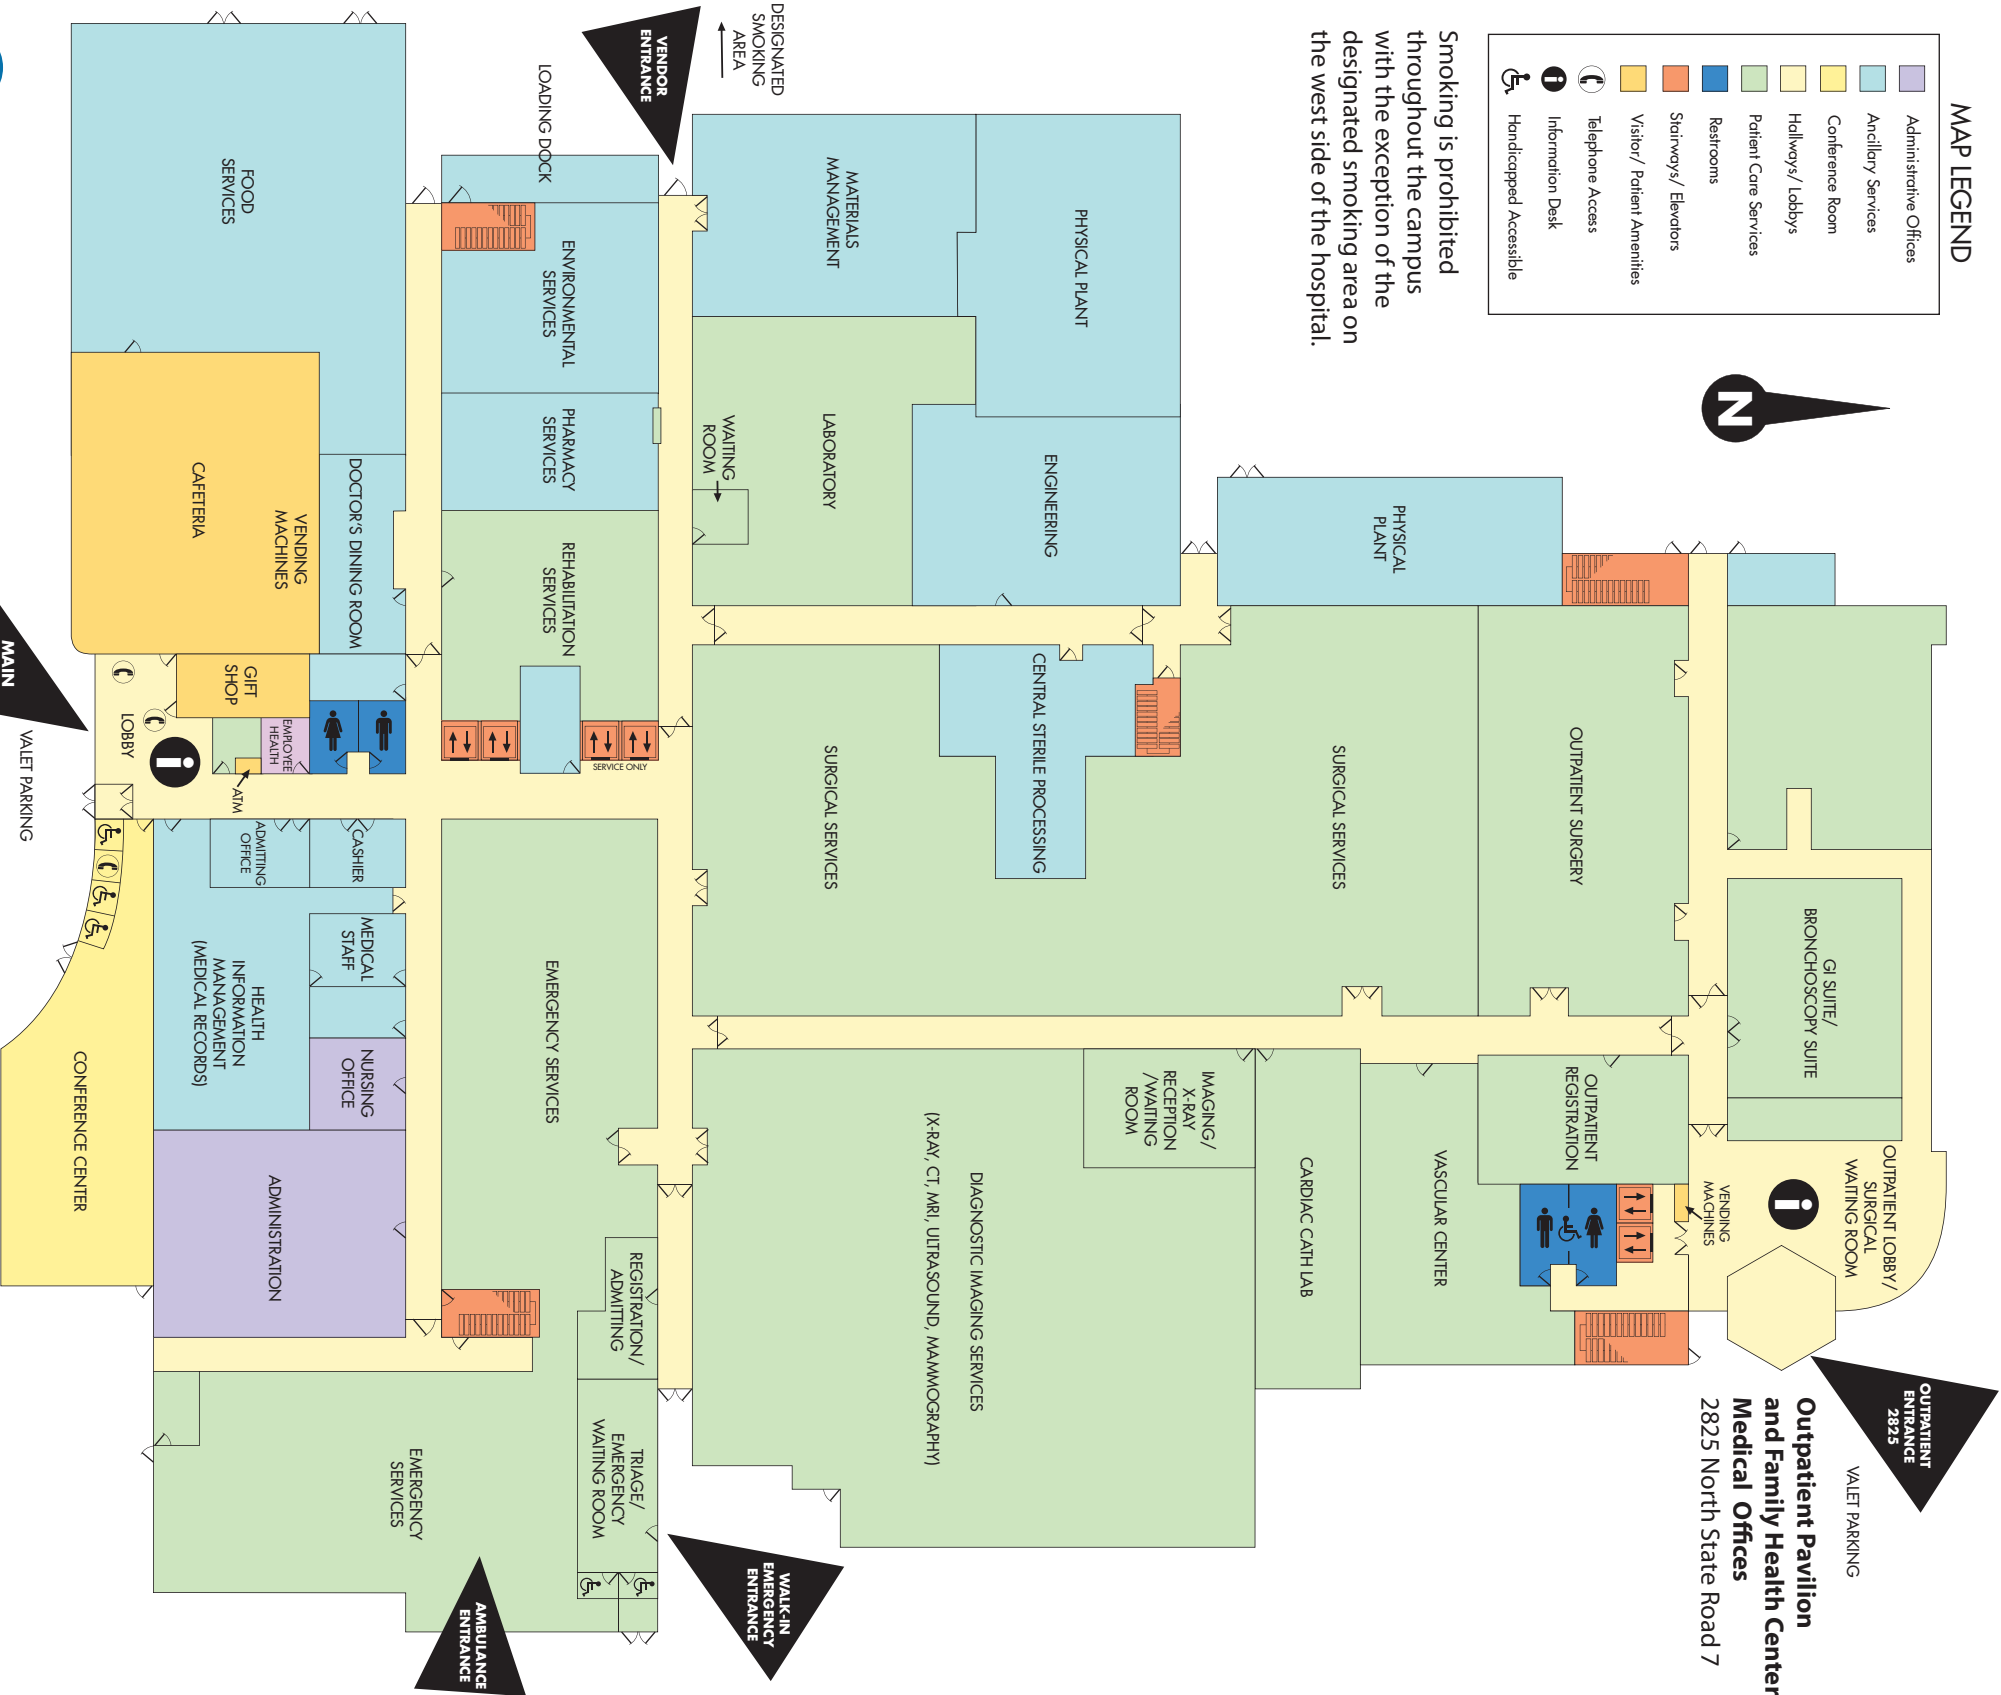 MAP LEGEND
Administrative Offices
Ancillary Services
Conference Room
Hallways/ Lobbys
Patient Care Services
Restrooms
Stairways/ Elevators
Visitor/ Patient Amenities
Telephone Access
Information Desk
Handicapped Accessible
Smoking is prohibited
throughout the campus
with the exception of the
designated smoking area on
the west side of the hospital.
N
DESIGNATED
SMOKING
AREA
VENDOR
ENTRANCE
LOADING DOCK
PHYSICAL PLANT
MATERIALS
MANAGEMENT
LABORATORY
WAITING
ROOM
ENGINEERING
PHYSICAL
PLANT
FOOD
SERVICES
ENVIRONMENTAL
SERVICES
PHARMACY
SERVICES
REHABILITATION
SERVICES
CAFETERIA
VENDING
MACHINES
DOCTOR'S DINING ROOM
GIFT
SHOP
EMPLOYEE
HEALTH
LOBBY
ATM
SERVICE ONLY
MAIN
VALET PARKING
CENTRAL STERILE PROCESSING
SURGICAL SERVICES
SURGICAL SERVICES
OUTPATIENT SURGERY
GI SUITE/
BRONCHOSCOPY SUITE
OUTPATIENT LOBBY/
SURGICAL
WAITING ROOM
VENDING
MACHINES
OUTPATIENT
REGISTRATION
VASCULAR CENTER
CARDIAC CATH LAB
IMAGING/
X-RAY
RECEPTION
/WAITING
ROOM
DIAGNOSTIC IMAGING SERVICES
(X-RAY, CT, MRI, ULTRASOUND, MAMMOGRAPHY)
CASHIER
ADMITTING
OFFICE
MEDICAL
STAFF
HEALTH
INFORMATION
MANAGEMENT
(MEDICAL RECORDS)
NURSING
OFFICE
CONFERENCE CENTER
ADMINISTRATION
EMERGENCY SERVICES
REGISTRATION/
ADMITTING
TRIAGE/
EMERGENCY
WAITING ROOM
EMERGENCY
SERVICES
AMBULANCE
ENTRANCE
WALK-IN
EMERGENCY
ENTRANCE
OUTPATIENT
ENTRANCE
2825
VALET PARKING
Outpatient Pavilion
and Family Health Center
Medical Offices
2825 North State Road 7